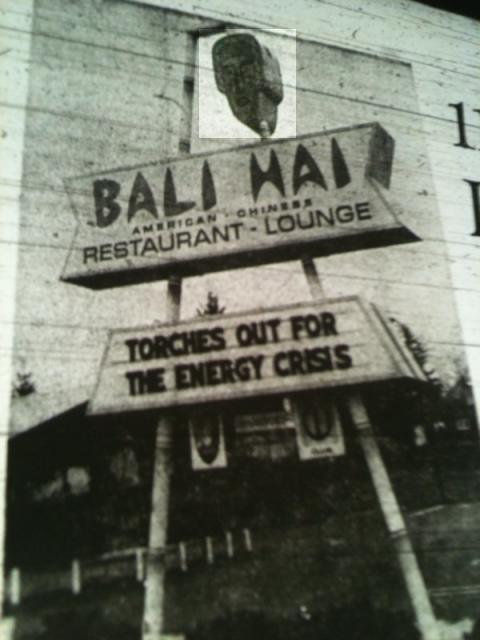 BALI HAI
AMERICAN - CHINESE
RESTAURANT - LOUNGE
TORCHES OUT FOR
THE ENERGY CRISIS